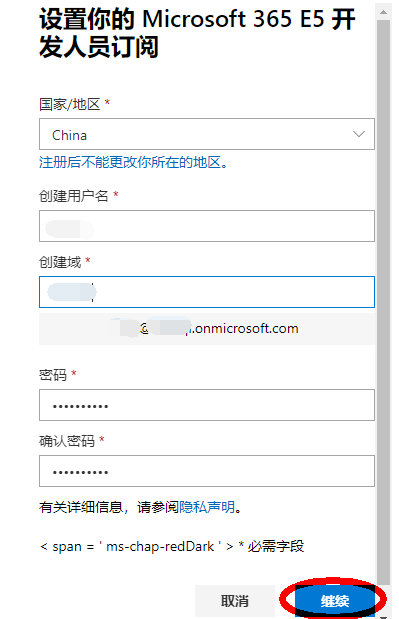 设置你的 Microsoft 365 E5 开
发人员订阅
国家/地区 *
China
注册后不能更改你所在的地区。
创建用户名 *
创建域 *
@ .onmicrosoft.com
密码 *
••••••••••
确认密码 *
••••••••••
有关详细信息，请参阅隐私声明。
< span = ' ms-chap-redDark ' > * 必需字段
取消
继续